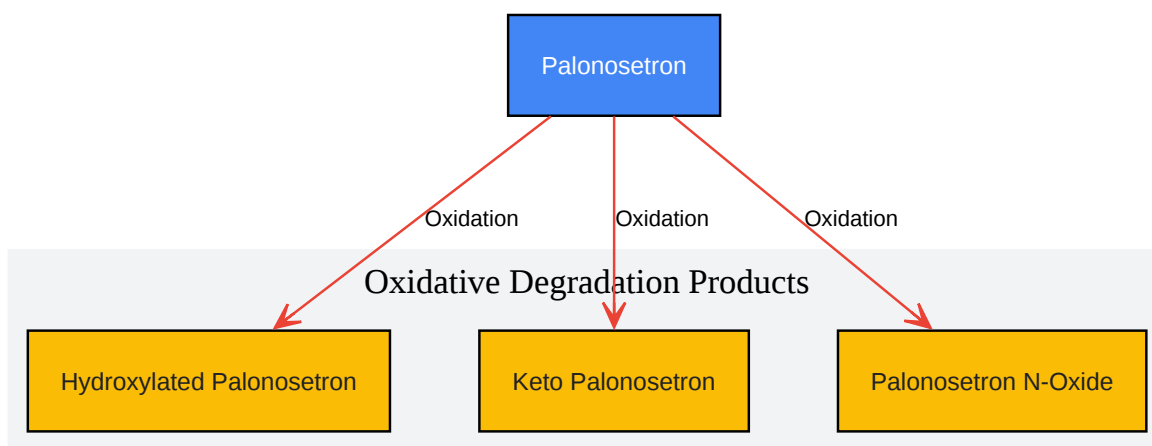 Palonosetron
Oxidation
Oxidation
Oxidation
Oxidative Degradation Products
Hydroxylated Palonosetron
Keto Palonosetron
Palonosetron N-Oxide